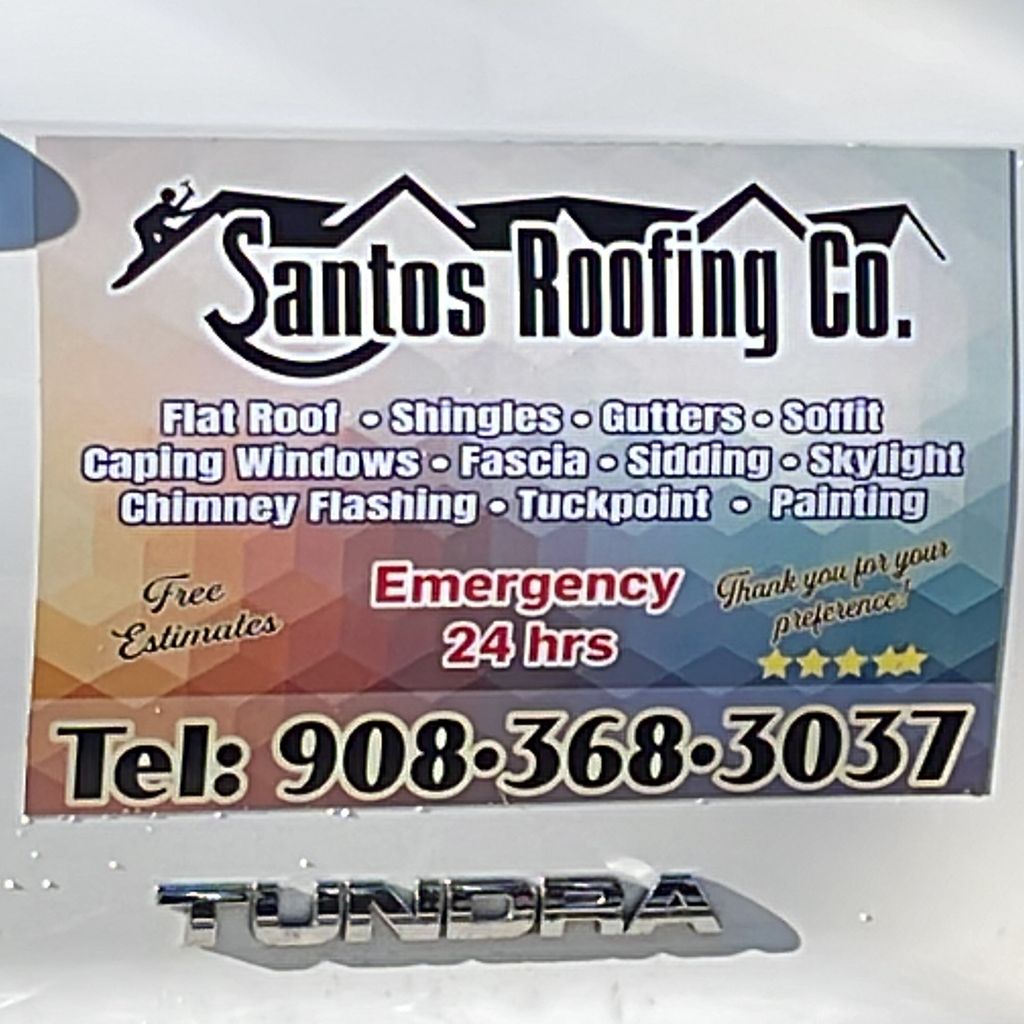 Santos Roofing Co.
Flat Roof • Shingles • Gutters • Soffit
Caping Windows • Fascia • Sidding • Skylight
Chimney Flashing • Tuckpoint • Painting
Free
Estimates
Emergency
24 hrs
Thank you for your
preference!
Tel: 908•368•3037
TUNDRA